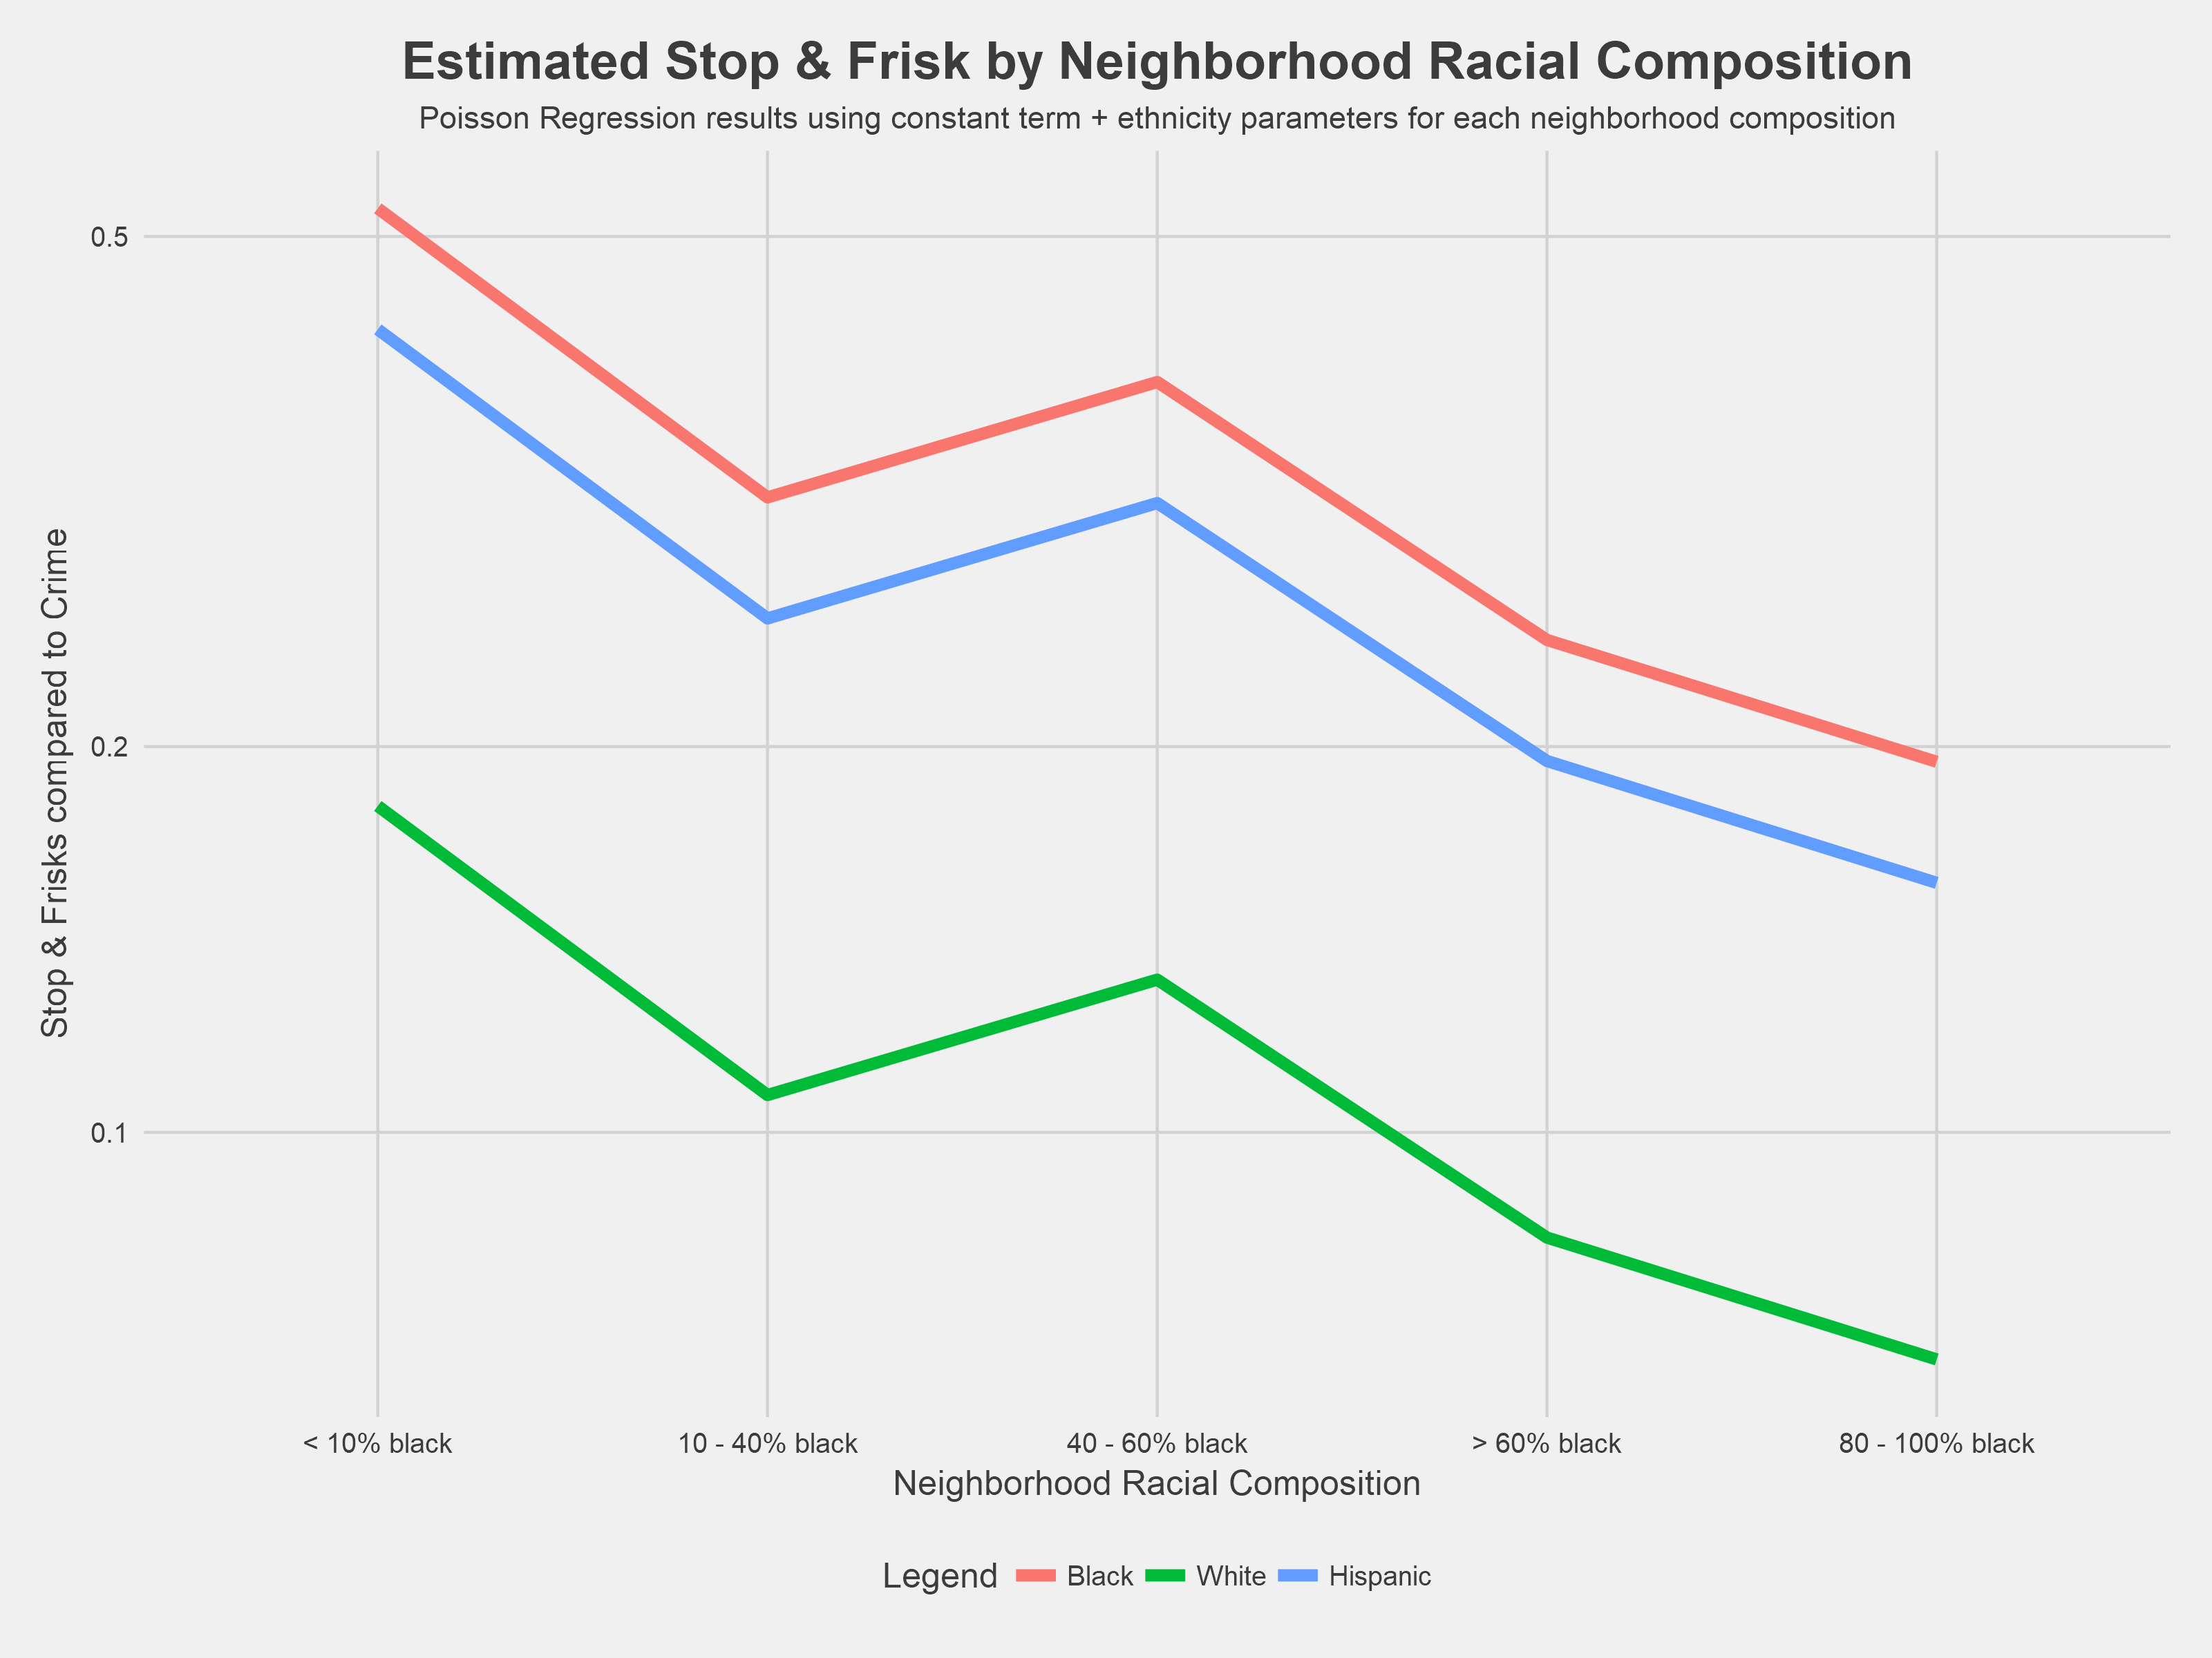 Estimated Stop & Frisk by Neighborhood Racial Composition
Poisson Regression results using constant term + ethnicity parameters for each neighborhood composition
Stop & Frisks compared to Crime
0.5
0.2
0.1
< 10% black
10 - 40% black
40 - 60% black
> 60% black
80 - 100% black
Neighborhood Racial Composition
Legend
Black
White
Hispanic